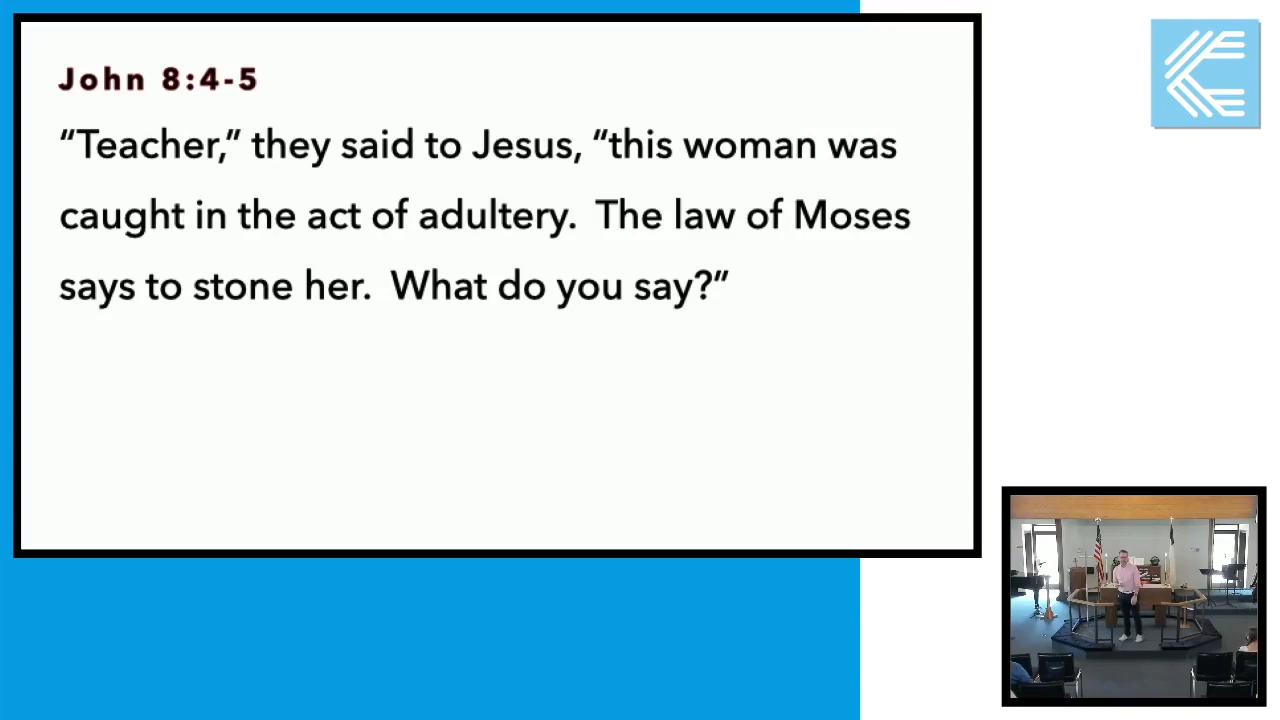 John 8:4-5
“Teacher,” they said to Jesus, “this woman was
caught in the act of adultery.  The law of Moses
says to stone her.  What do you say?”